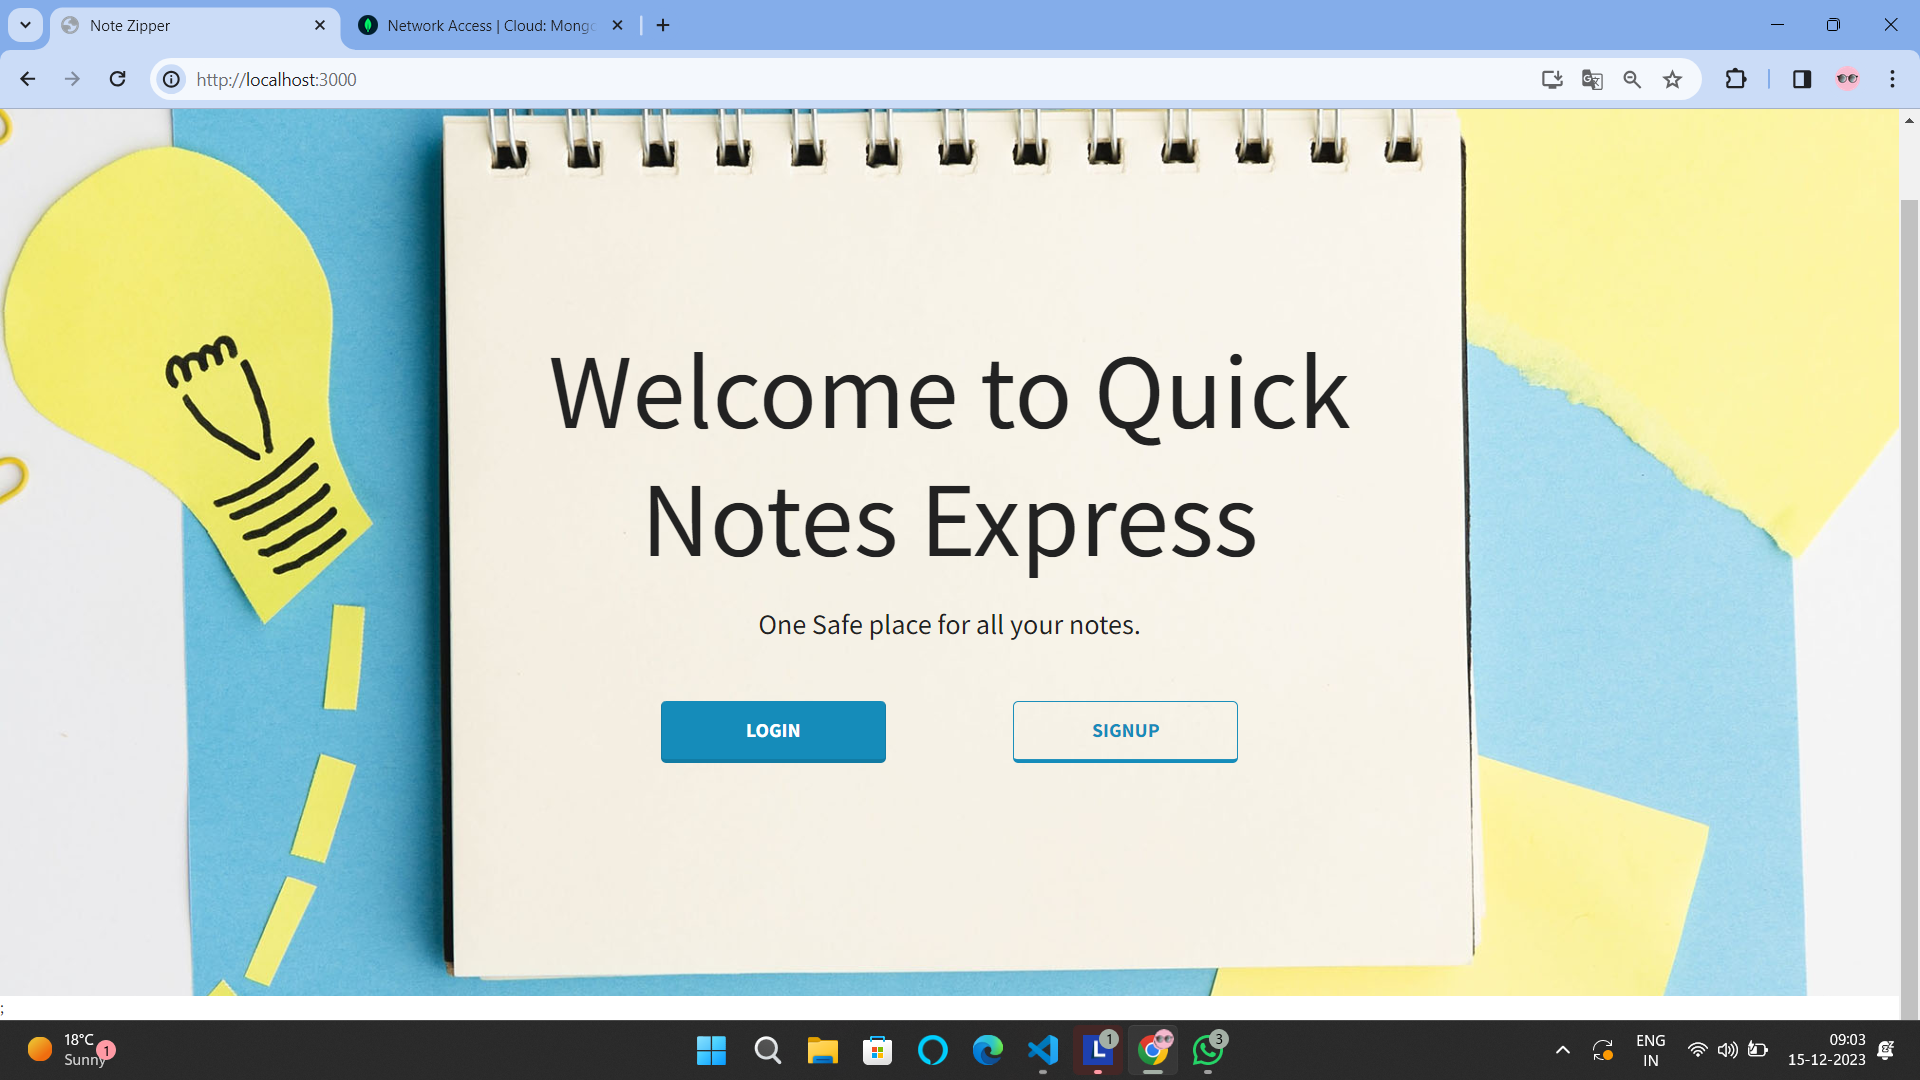 Note Zipper
Network Access | Cloud: Mong
http://localhost:3000
Welcome to Quick
Notes Express
One Safe place for all your notes.
LOGIN
SIGNUP
;
18°C
Sunny
1
L
1
3
ENG
IN
09:03
15-12-2023